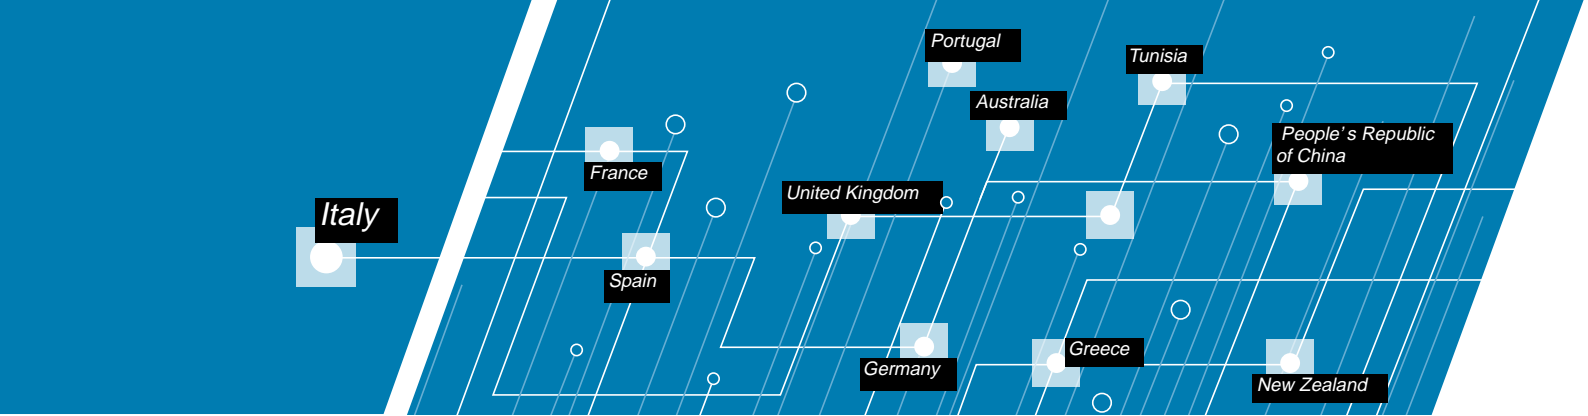 Portugal
Tunisia
Australia
People's Republic
of China
France
United Kingdom
Italy
Spain
Greece
Germany
New Zealand